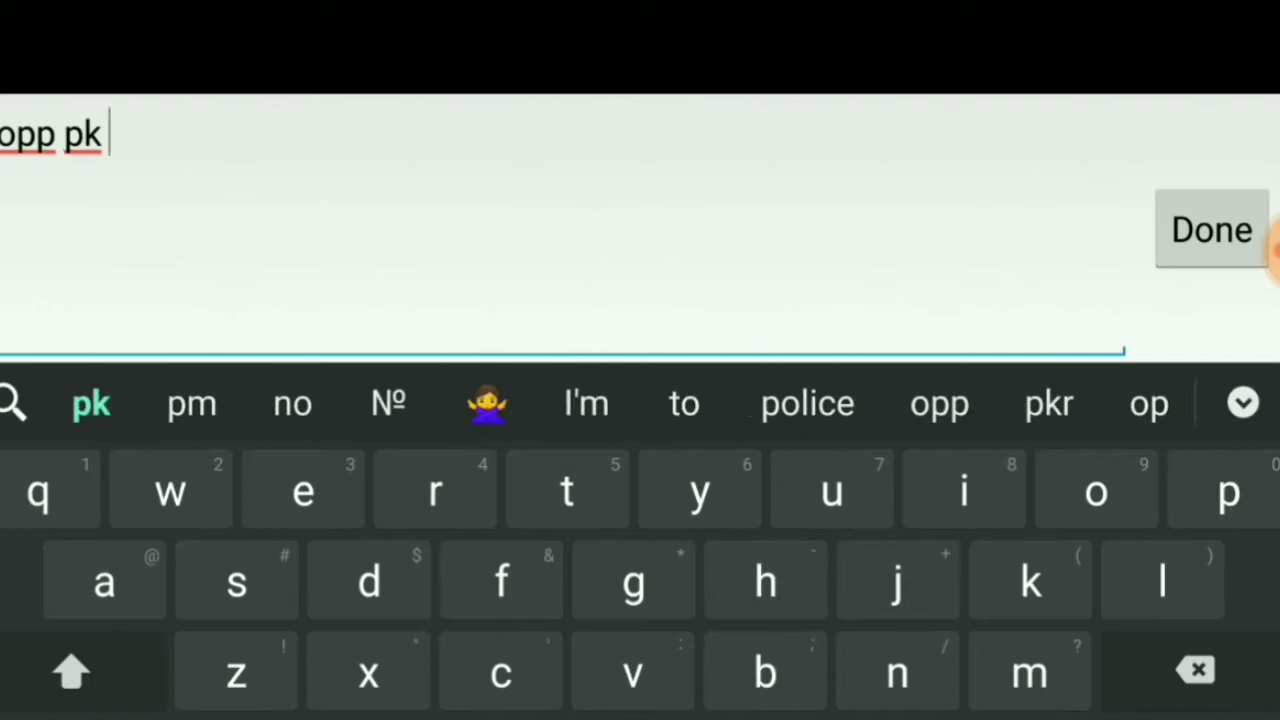 opp pk
Done
pk pm no Nº I'm to police opp pkr op
1 2 3 4 5 6 7 8 9 0
q w e r t y u i o p
@ # $ & * - + ( )
a s d f g h j k l
! " ' : ; / ?
z x c v b n m